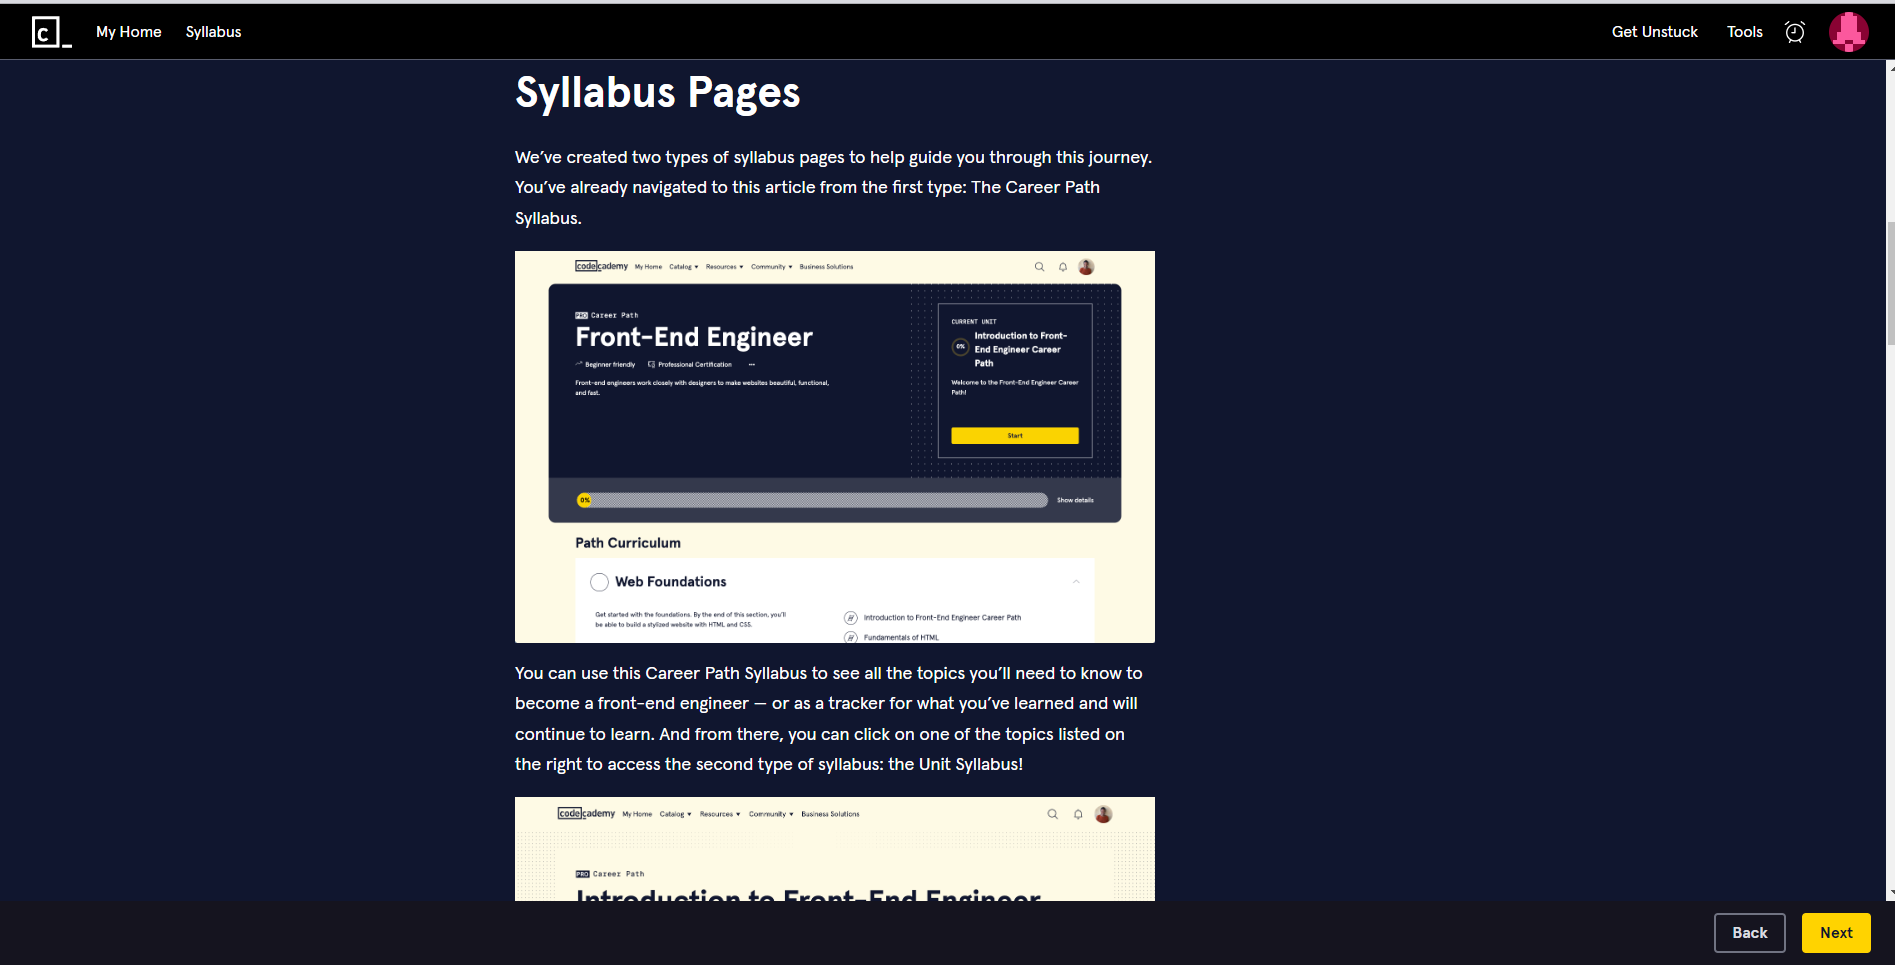 c_
My Home Syllabus Get Unstuck Tools
Syllabus Pages
We’ve created two types of syllabus pages to help guide you through this journey.
You’ve already navigated to this article from the first type: The Career Path
Syllabus.
codecademy My Home Catalog Resources Community Business Solutions
PRO Career Path
Front-End Engineer
Beginner friendly Professional Certification ...
Front-end engineers work closely with designers to make websites beautiful, functional,
and fast.
CURRENT UNIT
0%
Introduction to Front-
End Engineer Career
Path
Welcome to the Front-End Engineer Career
Path!
Start
0% Show details
Path Curriculum
Web Foundations
Get started with the foundations. By the end of this section, you’ll
be able to build a stylized website with HTML and CSS.
Introduction to Front-End Engineer Career Path
Fundamentals of HTML
You can use this Career Path Syllabus to see all the topics you’ll need to know to
become a front-end engineer — or as a tracker for what you’ve learned and will
continue to learn. And from there, you can click on one of the topics listed on
the right to access the second type of syllabus: the Unit Syllabus!
codecademy My Home Catalog Resources Community Business Solutions
PRO Career Path
Introduction to Front-End Engineer
Back Next